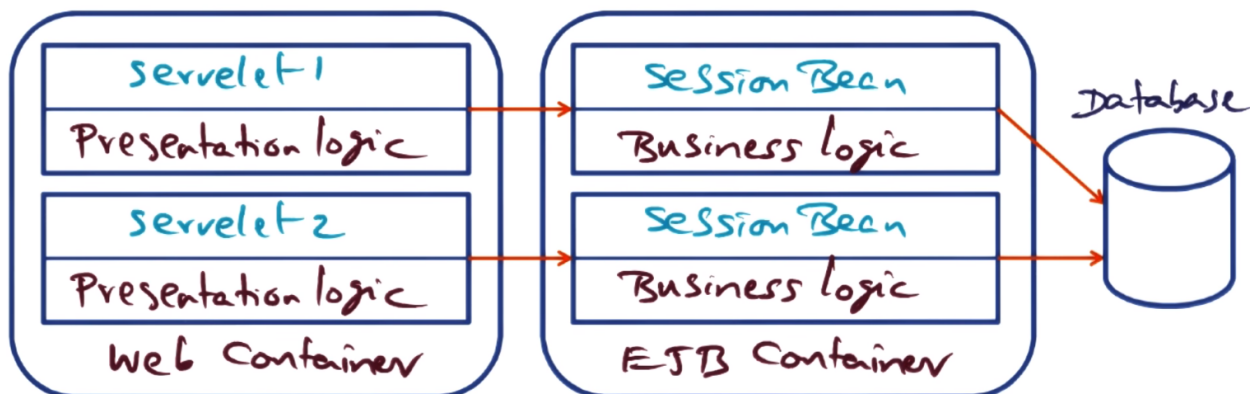 servelet1
Presentation logic
servelet2
Presentation logic
Web Container
Session Bean
Business logic
Session Bean
Business logic
EJB Container
Database